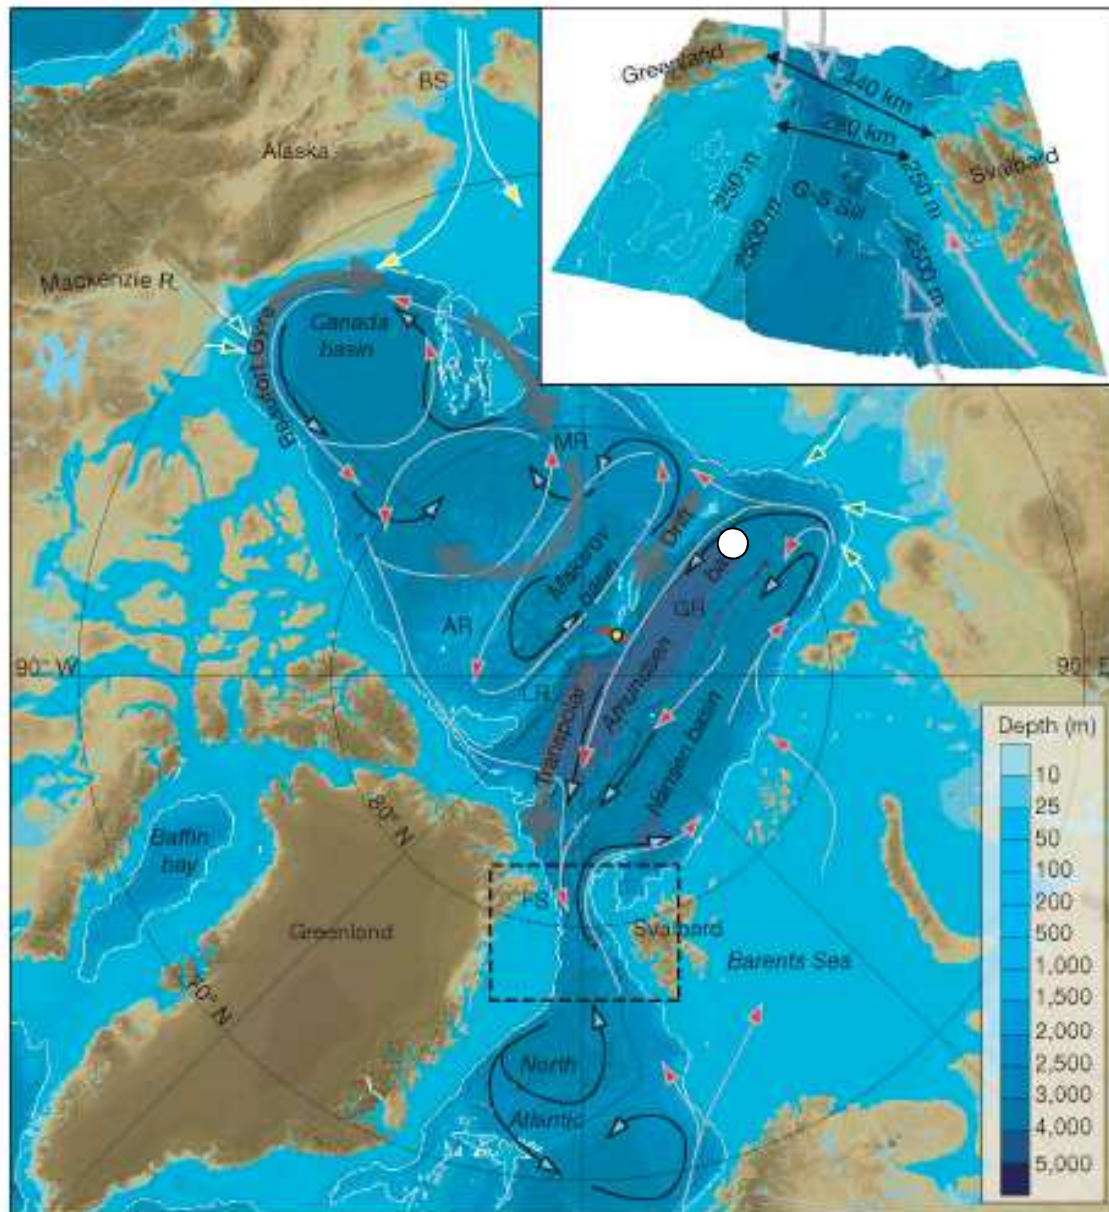 BS
Alaska
Mackenzie R.
Beaufort Gyre
Canada
basin
MR
Makarov
basin
Drift
AR
LR
GR
Amundsen
Transpolar
Nansen basin
90° W
90° E
80° N
70° N
Baffin
bay
Greenland
FS
Svalbard
Barents Sea
North
Atlantic
Greenland
440 km
Svalbard
250 m
250 m
G-S Sill
2500 m
2500 m
Depth (m)
10
25
50
100
200
500
1,000
1,500
2,000
2,500
3,000
4,000
5,000